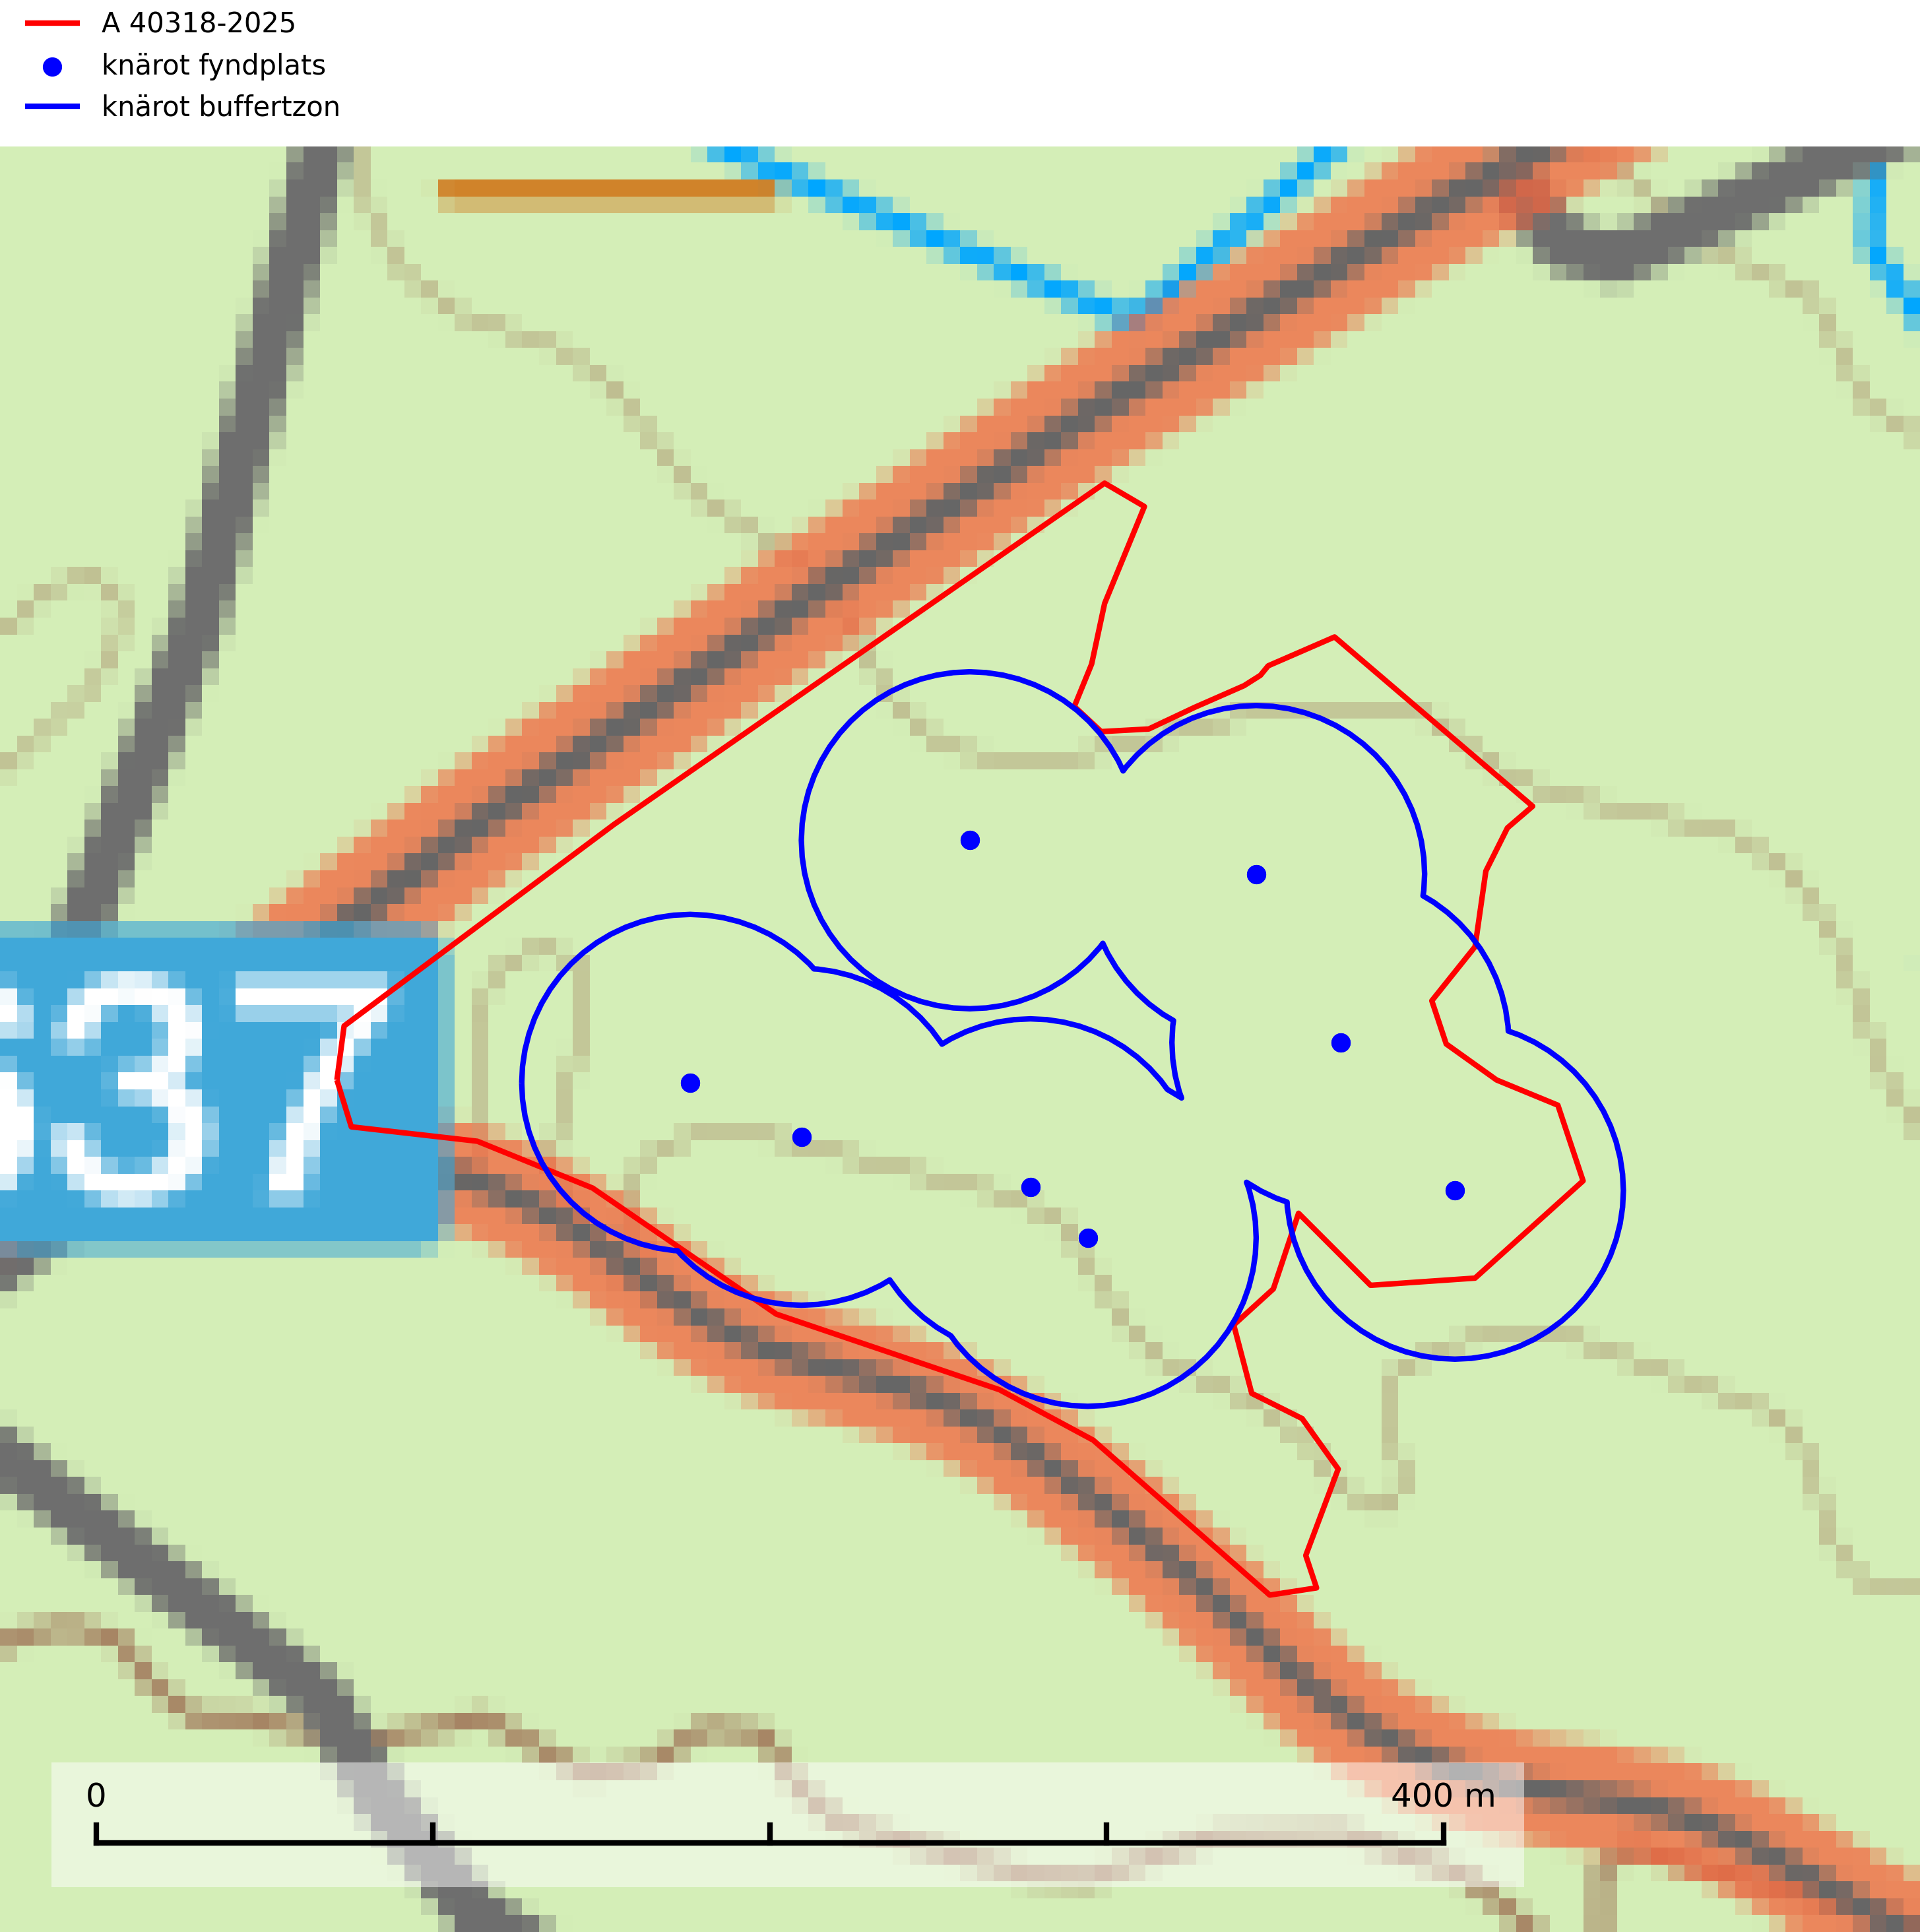 A 40318-2025
knärot fyndplats
knärot buffertzon
37
0
400 m